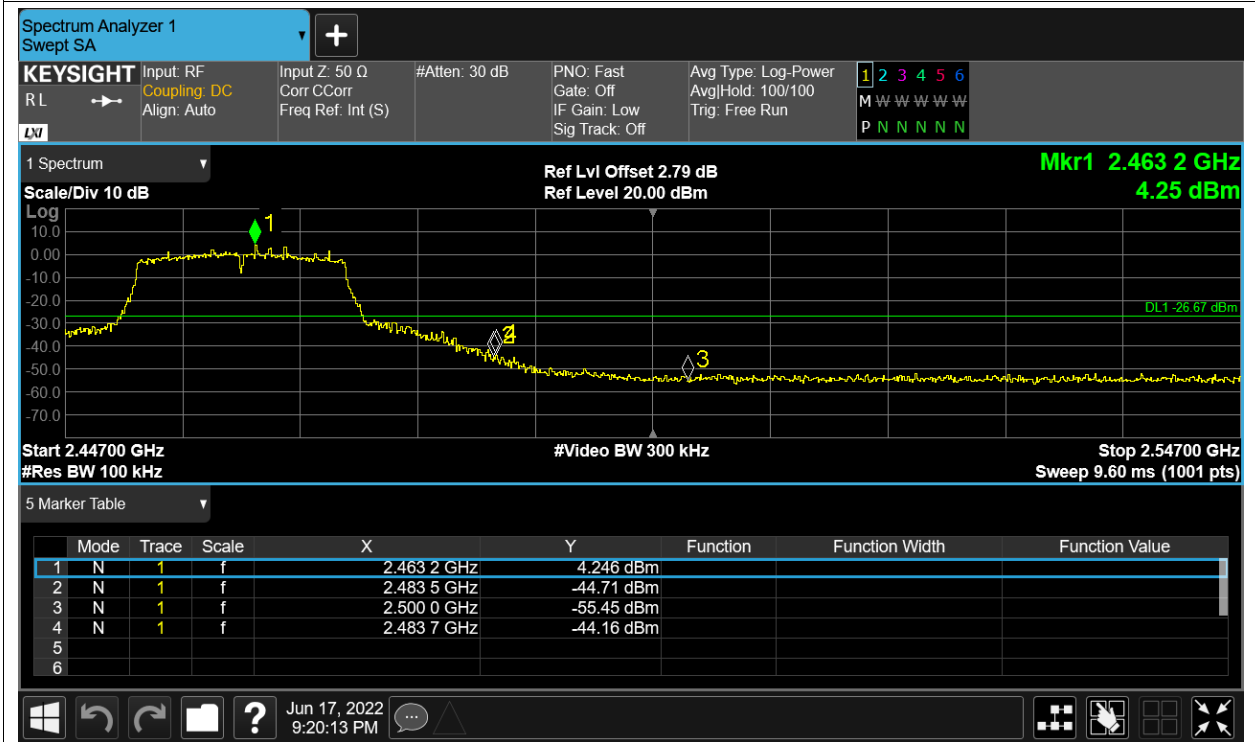 Spectrum Analyzer 1
Swept SA
+
KEYSIGHT
R L
LXI
Input: RF
Coupling: DC
Align: Auto
Input Z: 50 Ω
Corr CCorr
Freq Ref: Int (S)
#Atten: 30 dB
PNO: Fast
Gate: Off
IF Gain: Low
Sig Track: Off
Avg Type: Log-Power
Avg|Hold: 100/100
Trig: Free Run
1 2 3 4 5 6
M W W W W W
P N N N N N
1 Spectrum
Scale/Div 10 dB
Ref Lvl Offset 2.79 dB
Ref Level 20.00 dBm
Mkr1 2.463 2 GHz
4.25 dBm
Log
10.0
0.00
-10.0
-20.0
-30.0
-40.0
-50.0
-60.0
-70.0
1
2
4
3
DL1 -26.67 dBm
Start 2.44700 GHz
#Res BW 100 kHz
#Video BW 300 kHz
Stop 2.54700 GHz
Sweep 9.60 ms (1001 pts)
5 Marker Table
Mode Trace Scale X Y Function Function Width Function Value
1 N 1 f 2.463 2 GHz 4.246 dBm
2 N 1 f 2.483 5 GHz -44.71 dBm
3 N 1 f 2.500 0 GHz -55.45 dBm
4 N 1 f 2.483 7 GHz -44.16 dBm
5
6
?
Jun 17, 2022
9:20:13 PM